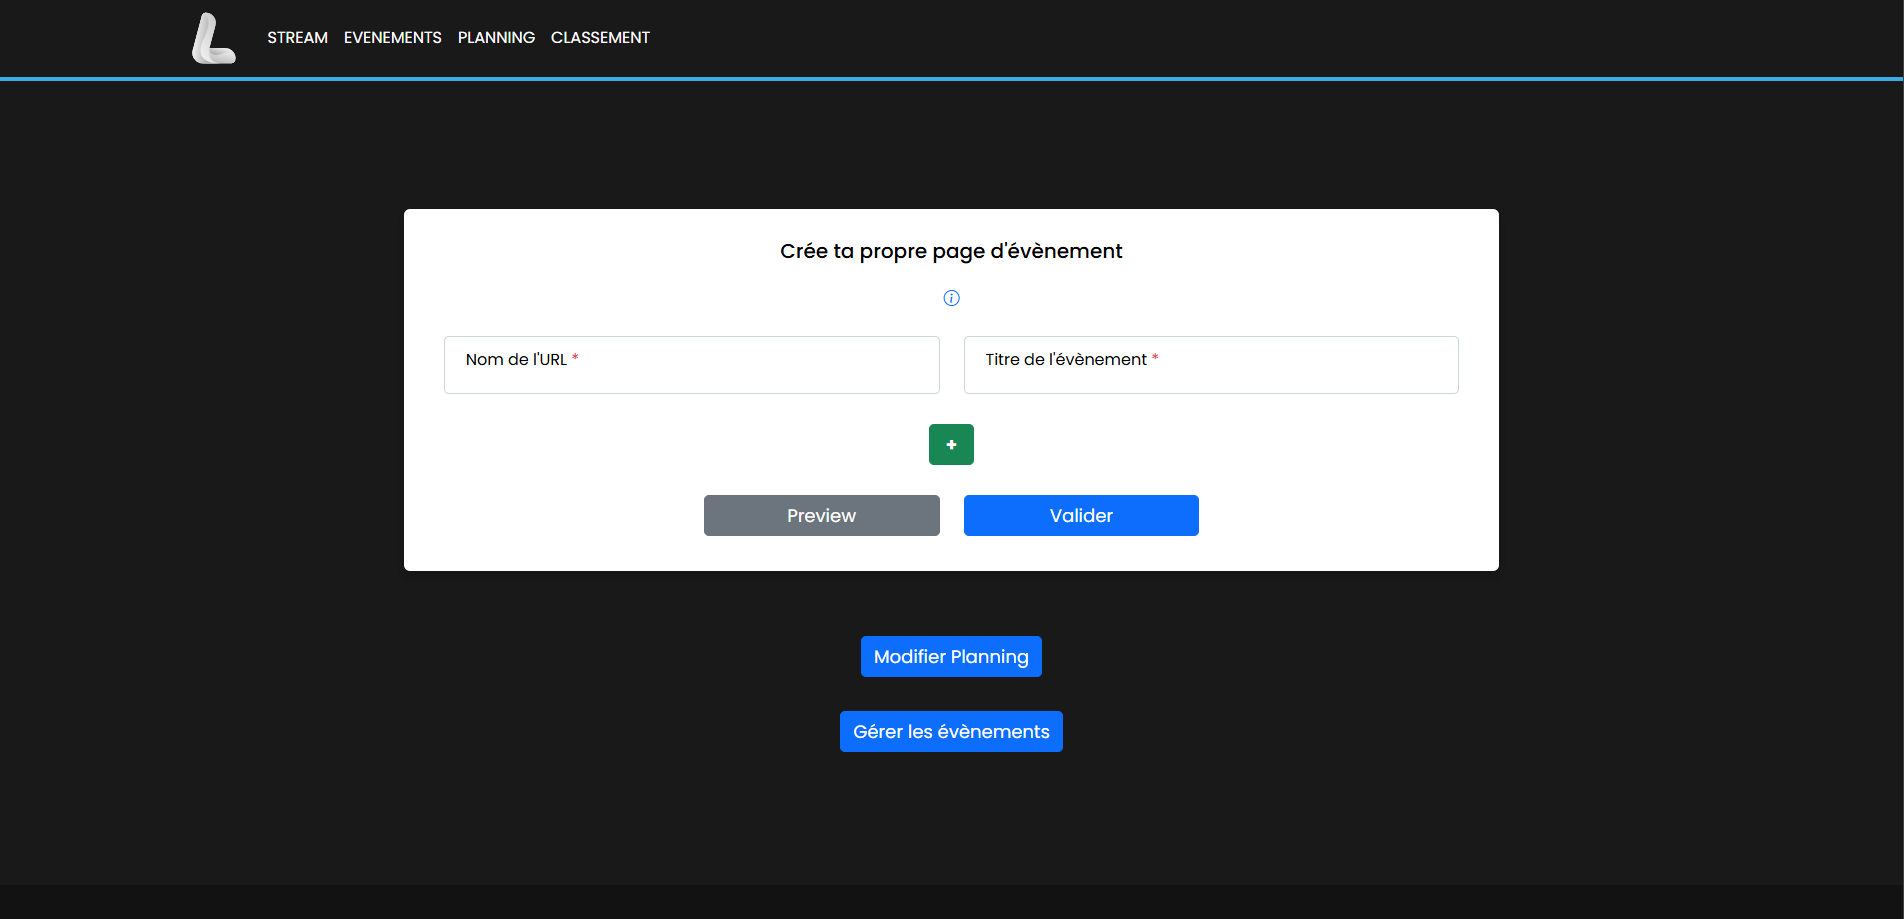 STREAM EVENEMENTS PLANNING CLASSEMENT
Crée ta propre page d'évènement
Nom de l'URL * Titre de l'évènement *
+
Preview Valider
Modifier Planning
Gérer les évènements